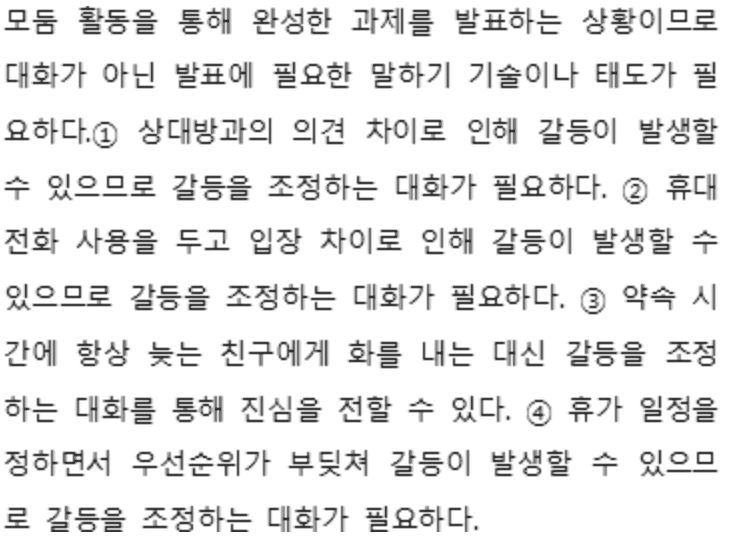 모둠 활동을 통해 완성한 과제를 발표하는 상황이므로
대화가 아닌 발표에 필요한 말하기 기술이나 태도가 필
요하다.① 상대방과의 의견 차이로 인해 갈등이 발생할
수 있으므로 갈등을 조정하는 대화가 필요하다. ② 휴대
전화 사용을 두고 입장 차이로 인해 갈등이 발생할 수
있으므로 갈등을 조정하는 대화가 필요하다. ③ 약속 시
간에 항상 늦는 친구에게 화를 내는 대신 갈등을 조정
하는 대화를 통해 진심을 전할 수 있다. ④ 휴가 일정을
정하면서 우선순위가 부딪쳐 갈등이 발생할 수 있으므
로 갈등을 조정하는 대화가 필요하다.